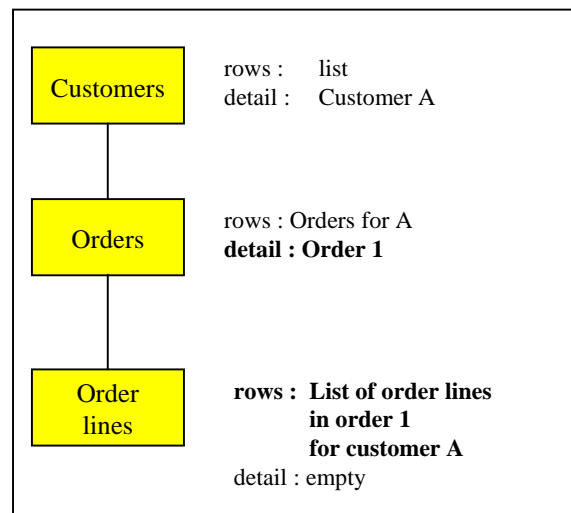 Customers
rows : list
detail : Customer A
Orders
rows : Orders for A
detail : Order 1
Order
lines
rows : List of order lines
in order 1
for customer A
detail : empty